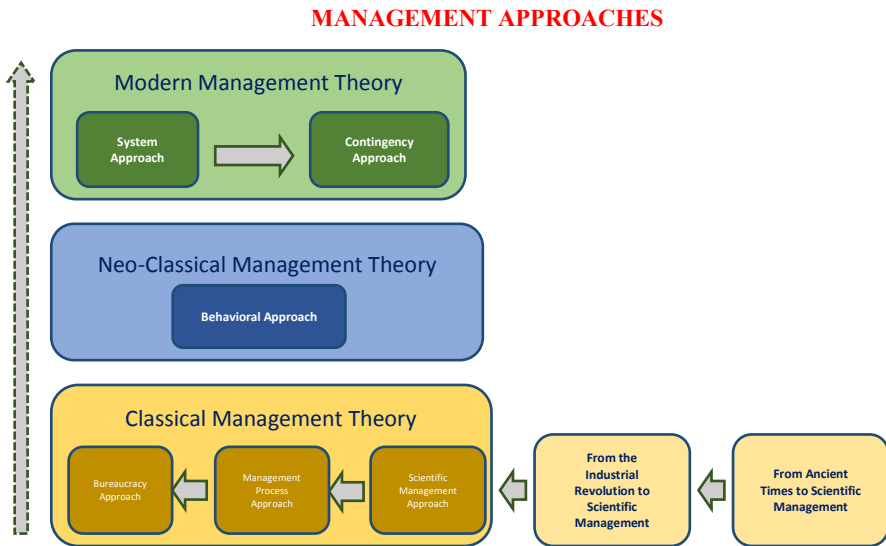 MANAGEMENT APPROACHES
Modern Management Theory
System
Approach
Contingency
Approach
Neo-Classical Management Theory
Behavioral Approach
Classical Management Theory
Bureaucracy
Approach
Management
Process
Approach
Scientific
Management
Approach
From the
Industrial
Revolution to
Scientific
Management
From Ancient
Times to Scientific
Management